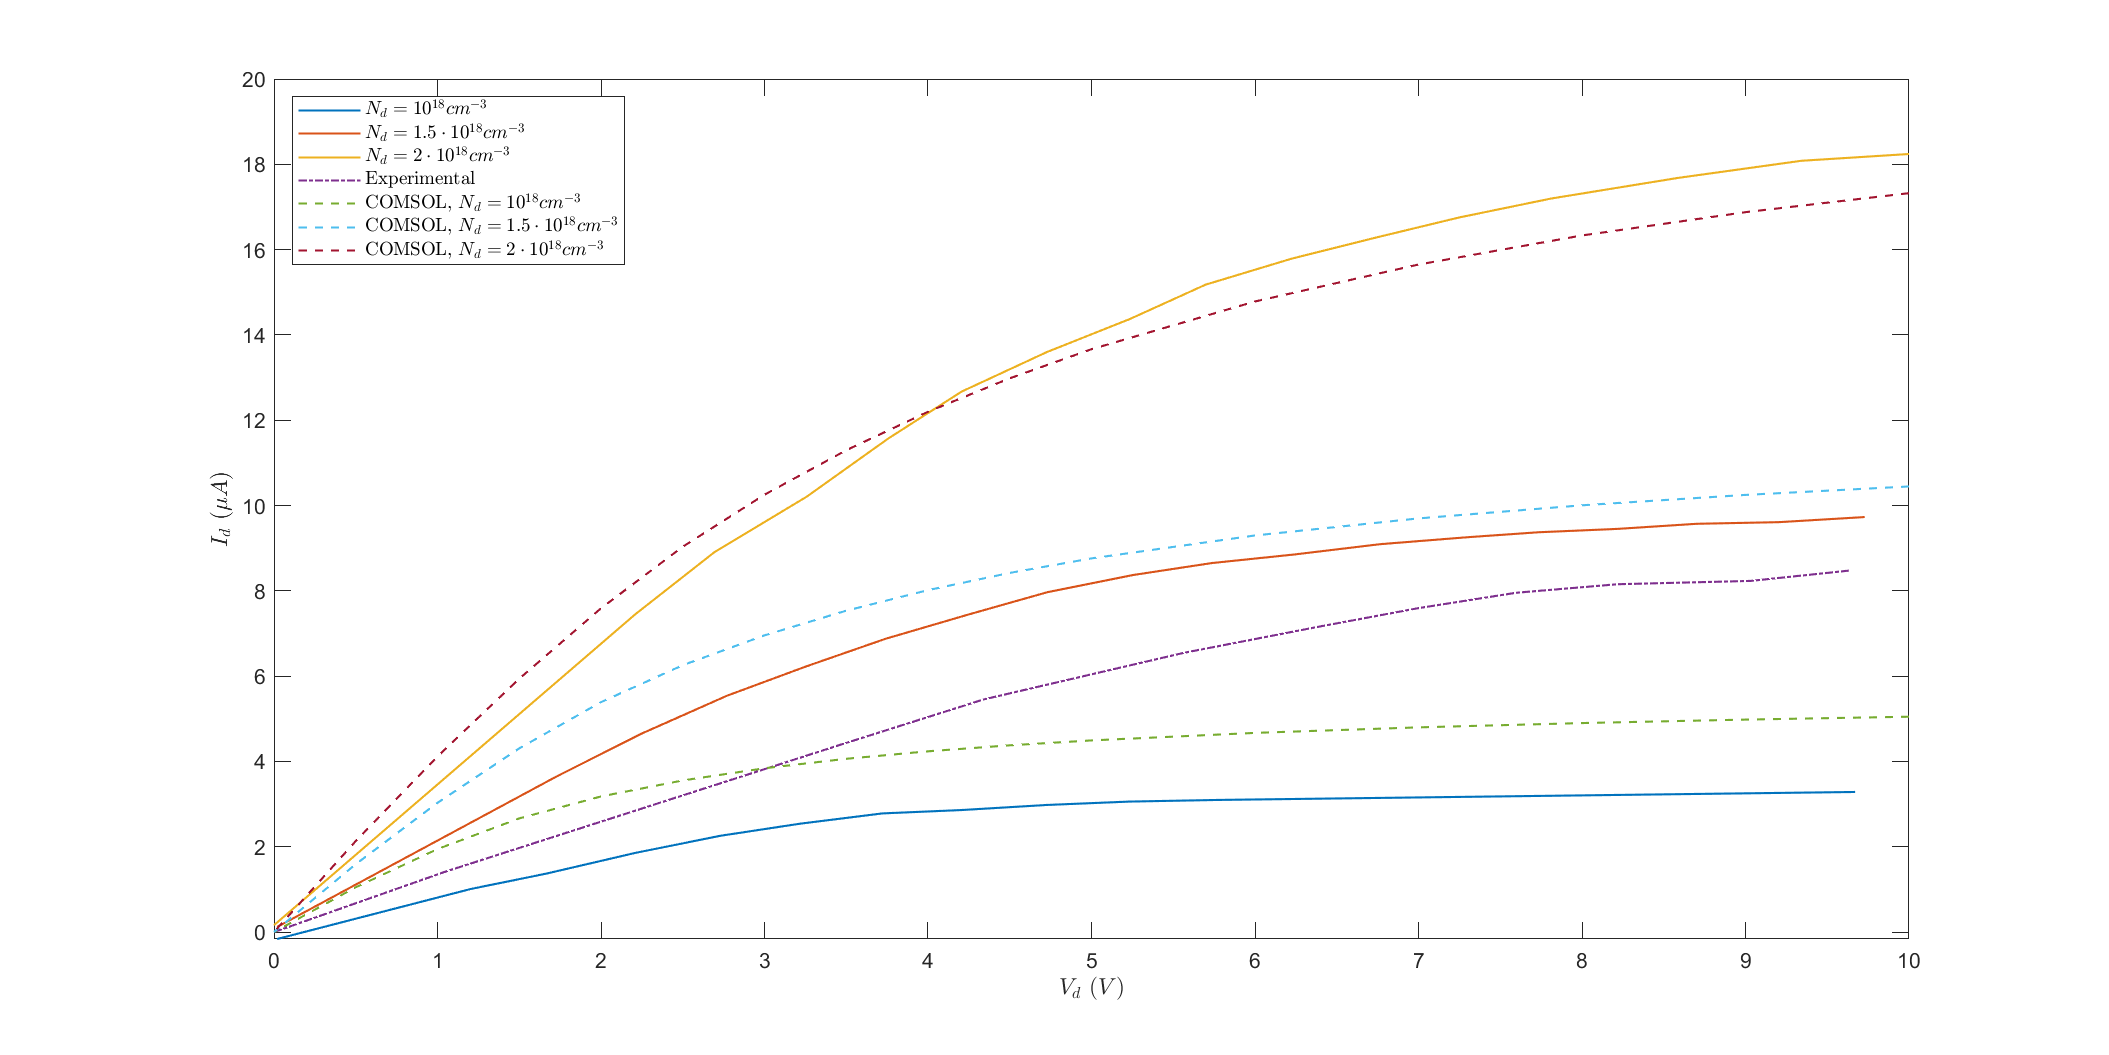 20
18
16
14
12
10
8
6
4
2
0
I_d (μA)
N_d = 10^18 cm^−3
N_d = 1.5 · 10^18 cm^−3
N_d = 2 · 10^18 cm^−3
Experimental
COMSOL, N_d = 10^18 cm^−3
COMSOL, N_d = 1.5 · 10^18 cm^−3
COMSOL, N_d = 2 · 10^18 cm^−3
0 1 2 3 4 5 6 7 8 9 10
V_d (V)